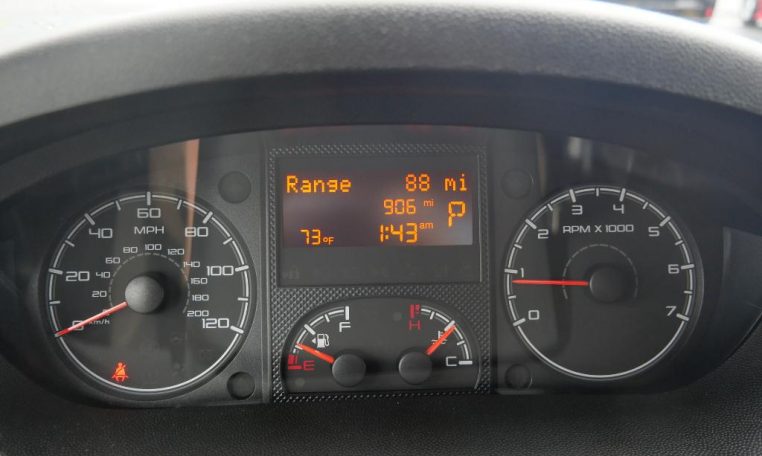 Range 88 mi
906 mi P
73°F 1:43 am
MPH
0 20 40 60 80 100 120
km/h
20 40 60 80 100 120 140 160 180 200
F
E
H
C
RPM X 1000
0 1 2 3 4 5 6 7